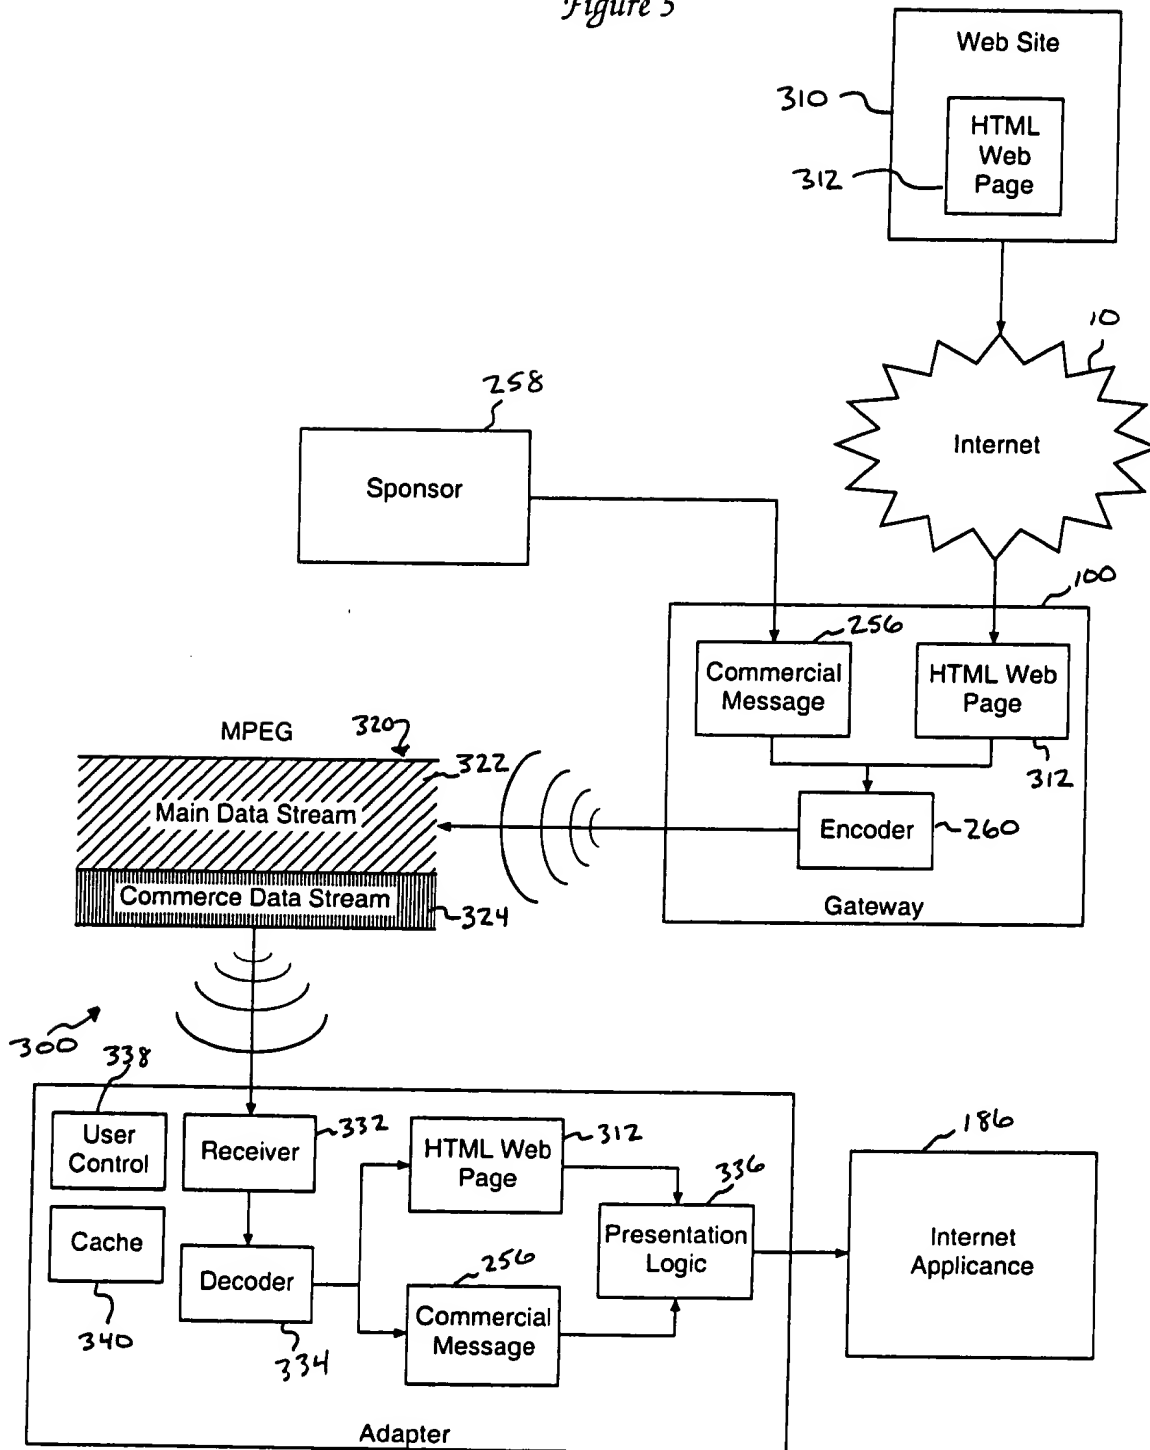 Figure 5
Web Site
310
HTML
Web
Page
312
10
Internet
258
Sponsor
100
256
Commercial
Message
HTML Web
Page
312
MPEG
320
322
Main Data Stream
Encoder
260
Commerce Data Stream
324
Gateway
300
338
User
Control
Receiver
332
HTML Web
Page
312
336
186
Cache
340
Decoder
334
256
Commercial
Message
Presentation
Logic
Internet
Applicance
Adapter